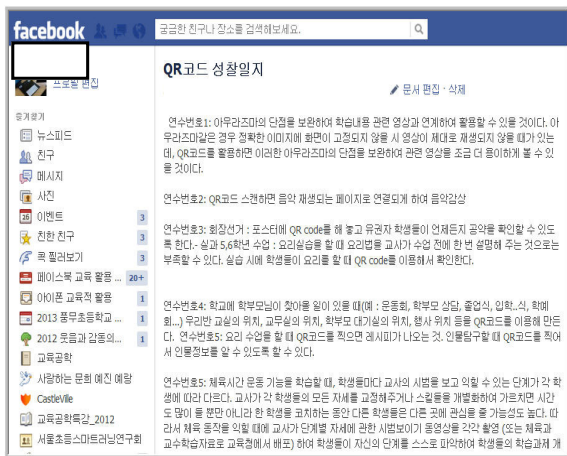 facebook
궁금한 친구나 장소를 검색해보세요.
프로필 편집
즐겨찾기
뉴스피드
친구
메시지
사진
이벤트 3
친한 친구 3
콕 찔러보기 3
페이스북 교육 활용 ... 20+
아이폰 교육적 활용 1
2013 풍무초등학교 ... 1
2012 웃음과 감동의... 1
교육공학
사랑하는 문희 예진 예랑
CastleVille
교육공학특강_2012
서울초등스마트러닝연구회
QR코드 성찰일지
문서 편집 · 삭제
연수번호1: 아우라즈마의 단점을 보완하여 학습내용 관련 영상과 연계하여 활용할 수 있을 것이다. 아
우라즈마같은 경우 정확한 이미지에 화면이 고정되지 않을 시 영상이 제대로 재생되지 않을 때가 있는
데, QR코드를 활용하면 이러한 아우라즈마의 단점을 보완하여 관련 영상을 조금 더 용이하게 볼 수 있
을 것이다.
연수번호2: QR코드 스캔하면 음악 재생되는 페이지로 연결되게 하여 음악감상
연수번호3: 회장선거 : 포스터에 QR code를 해 놓고 유권자 학생들이 언제든지 공약을 확인할 수 있도
록 한다.- 실과 5,6학년 수업 : 요리실습을 할 때 요리법을 교사가 수업 전에 한 번 설명해 주는 것으로는
부족할 수 있다. 실습 시에 학생들이 요리를 할 때 QR code를 이용해서 확인한다.
연수번호4: 학교에 학부모님이 찾아올 일이 있을 때(예 : 운동회, 학부모 상담, 졸업식, 입학..식, 학예
회...) 우리반 교실의 위치, 교무실의 위치, 학부모 대기실의 위치, 행사 위치 등을 QR코드를 이용해 만든
다. 연수번호5: 요리 수업을 할 때 QR코드를 찍으면 레시피가 나오는 것. 인물탐구할 때 QR코드를 찍어
서 인물정보를 알 수 있도록 할 수 있다.
연수번호5: 체육시간 운동 기능을 학습할 때, 학생들마다 교사의 시범을 보고 익힐 수 있는 단계가 각 학
생에 따라 다르다. 교사가 각 학생들의 모든 자세를 교정해주거나 스킬들을 개별화하여 가르치면 시간
도 많이 들 뿐만 아니라 한 학생을 코치하는 동안 다른 학생들은 다른 곳에 관심을 줄 가능성도 높다. 따
라서 체육 동작을 익힐 때에 교사가 단계별 자세에 관한 시범보이기 동영상을 각각 촬영 (또는 체육과
교수학습자료로 교육청에서 배포) 하여 학생들이 자신의 단계를 스스로 파악하여 학생들의 학습과제 개